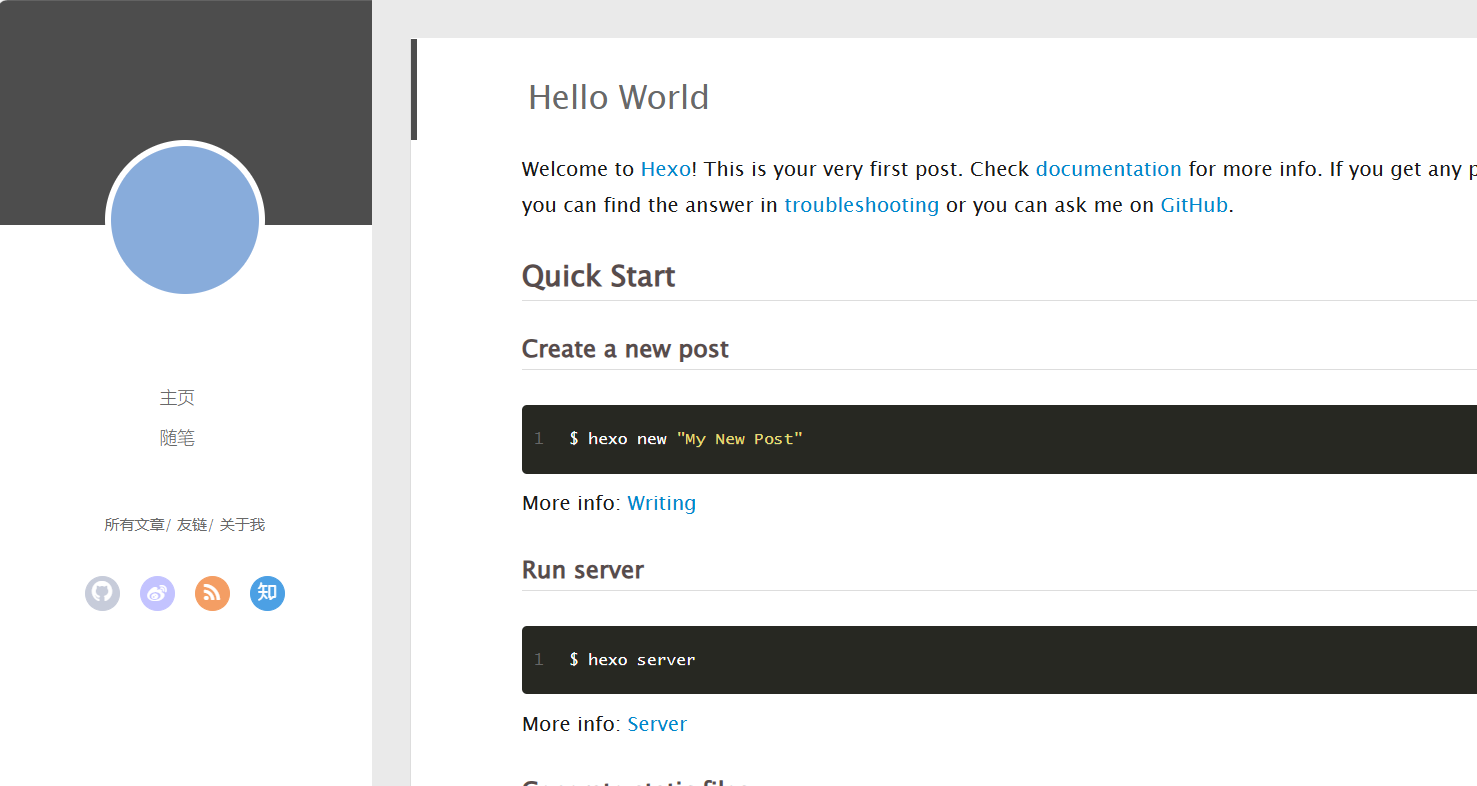 主页
随笔
所有文章/ 友链/ 关于我
知
Hello World
Welcome to Hexo! This is your very first post. Check documentation for more info. If you get any
you can find the answer in troubleshooting or you can ask me on GitHub.
Quick Start
Create a new post
1 $ hexo new "My New Post"
More info: Writing
Run server
1 $ hexo server
More info: Server
Generate static files